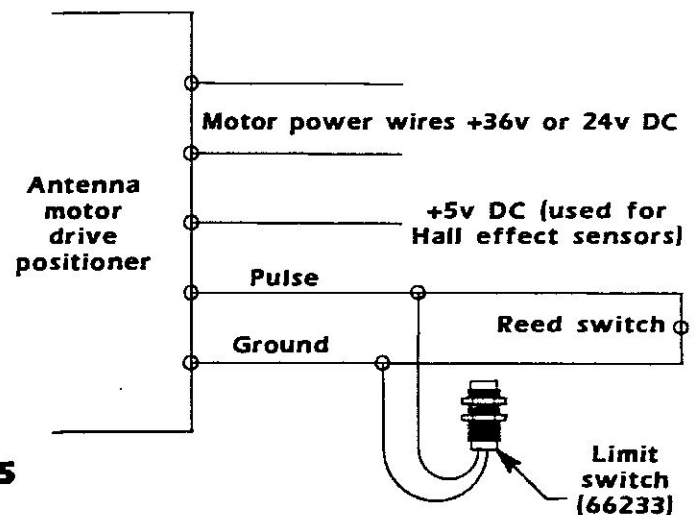 Motor power wires +36v or 24v DC
Antenna
motor
drive
positioner
+5v DC (used for
Hall effect sensors)
Pulse
Reed switch
Ground
Limit
switch
(66233)
5